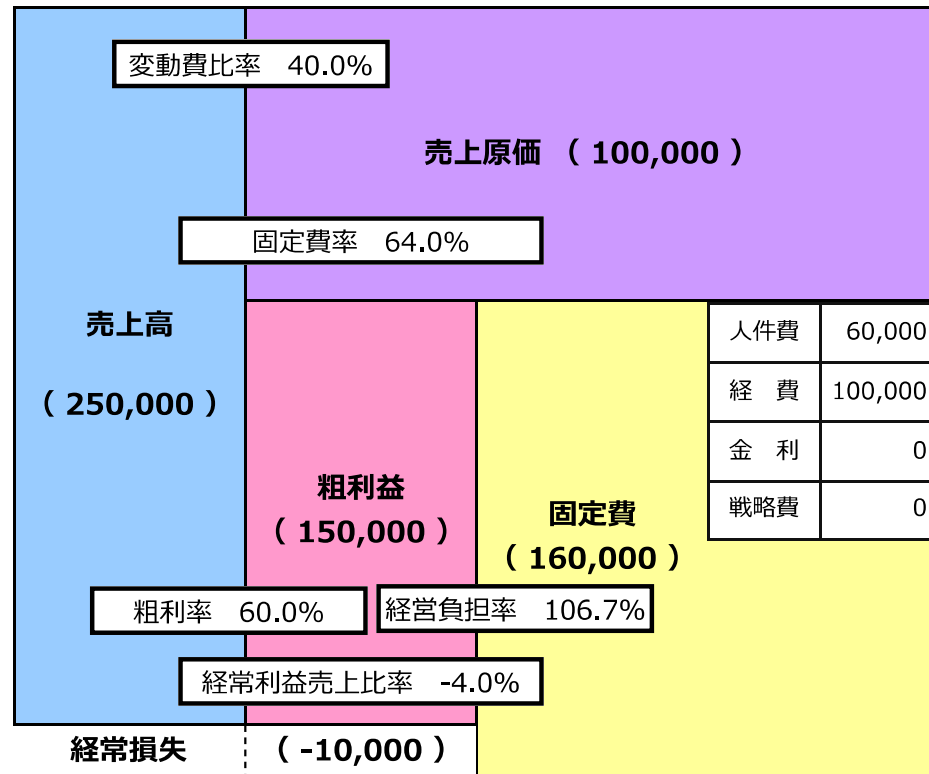 変動費比率　40.0%
売上原価 （ 100,000 ）
固定費率　64.0%
売上高
（ 250,000 ）
人件費 60,000
経　費 100,000
金　利 0
戦略費 0
粗利益
（ 150,000 ）
固定費
（ 160,000 ）
粗利率　60.0%
経営負担率　106.7%
経常利益売上比率　-4.0%
経常損失 （ -10,000 ）